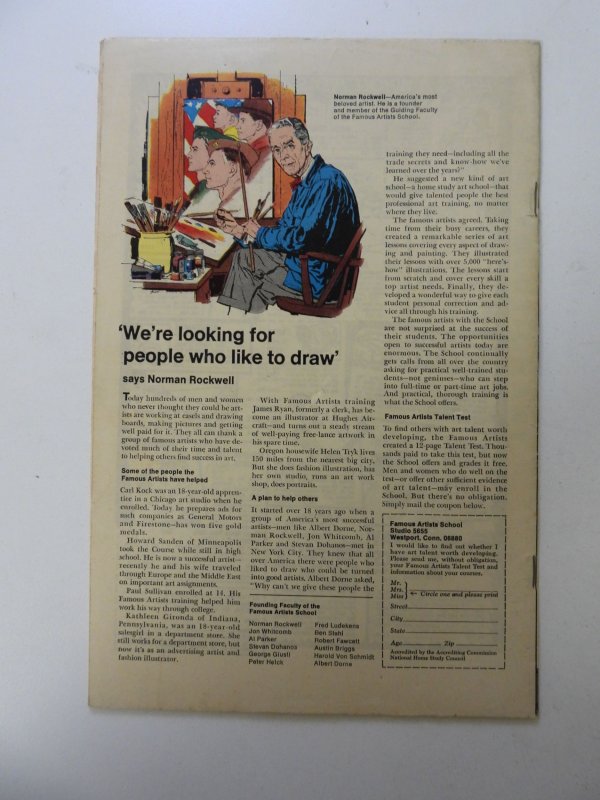 Norman Rockwell—America's most
beloved artist. He is a founder
and member of the Guiding Faculty
of the Famous Artists School.
'We're looking for
people who like to draw'
says Norman Rockwell
Today hundreds of men and women
who never thought they could be art-
ists are working at easels and drawing
boards, making pictures and getting
well paid for it. They all can thank a
group of famous artists who have de-
voted much of their time and talent
to helping others find success in art.
Some of the people the
Famous Artists have helped
Carl Kock was an 18-year-old appren-
tice in a Chicago art studio when he
enrolled. Today he prepares ads for
such companies as General Motors
and Firestone—has won five gold
medals.
Howard Sanden of Minneapolis
took the Course while still in high
school. He is now a successful artist—
recently he and his wife traveled
through Europe and the Middle East
on important art assignments.
Paul Sullivan enrolled at 14. His
Famous Artists training helped him
work his way through college.
Kathleen Gironda of Indiana,
Pennsylvania, was an 18-year-old
salesgirl in a department store. She
still works for a department store, but
now it's as an advertising artist and
fashion illustrator.
With Famous Artists training
James Ryan, formerly a clerk, has be-
come an illustrator at Hughes Air-
craft—and turns out a steady stream
of well-paying free-lance artwork in
his spare time.
Oregon housewife Helen Tryk lives
150 miles from the nearest big city.
But she does fashion illustration, has
her own studio, runs an art work
shop, does portraits.
A plan to help others
It started over 18 years ago when a
group of America's most successful
artists—men like Albert Dorne, Nor-
man Rockwell, Jon Whitcomb, Al
Parker and Stevan Dohanos—met in
New York City. They knew that all
over America there were people who
liked to draw who could be turned
into good artists. Albert Dorne asked,
"Why can't we give these people the
Founding Faculty of the
Famous Artists School
Norman Rockwell
Jon Whitcomb
Al Parker
Stevan Dohanos
George Giusti
Peter Helck
Fred Ludekens
Ben Stahl
Robert Fawcett
Austin Briggs
Harold Von Schmidt
Albert Dorne
training they need—including all the
trade secrets and know-how we've
learned over the years?"
He suggested a new kind of art
school—a home study art school—that
would give talented people the best
professional art training, no matter
where they live.
The famous artists agreed. Taking
time from their busy careers, they
created a remarkable series of art
lessons covering every aspect of draw-
ing and painting. They illustrated
their lessons with over 5,000 "here's-
how" illustrations. The lessons start
from scratch and cover every skill a
top artist needs. Finally, they de-
veloped a wonderful way to give each
student personal correction and ad-
vice all through his training.
The famous artists with the School
are not surprised at the success of
their students. The opportunities
open to successful artists today are
enormous. The School continually
gets calls from all over the country
asking for practical well-trained stu-
dents—not geniuses—who can step
into full-time or part-time art jobs.
And practical, thorough training is
what the School offers.
Famous Artists Talent Test
To find others with art talent worth
developing, the Famous Artists
created a 12-page Talent Test. Thou-
sands paid to take this test, but now
the School offers and grades it free.
Men and women who do well on the
test—or offer other sufficient evidence
of art talent—may enroll in the
School. But there's no obligation.
Simply mail the coupon below.
Famous Artists School
Studio 5655
Westport, Conn. 06880
I would like to find out whether I
have art talent worth developing.
Please send me, without obligation,
your Famous Artists Talent Test and
information about your courses.
Mr.
Mrs.
Miss
Circle one and please print
Street
City
State
Age Zip
Accredited by the Accrediting Commission
National Home Study Council